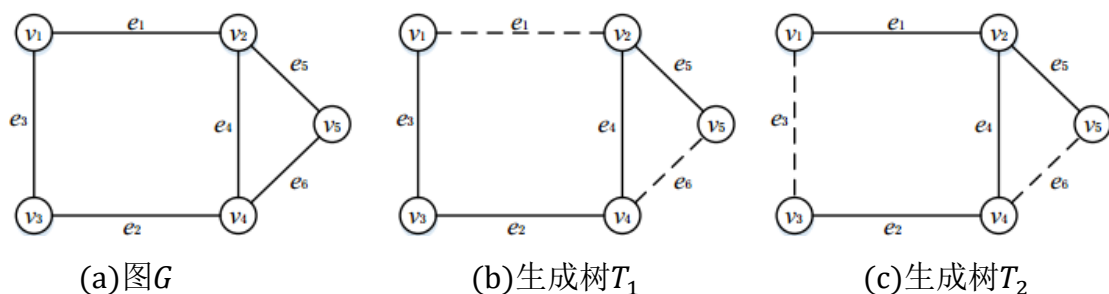 v₁ e₁ v₂ v₁ e₁ v₂ v₁ e₁ v₂
e₅ e₅ e₅
e₃ e₄ v₅ e₃ e₄ v₅ e₃ e₄ v₅
e₆ e₆ e₆
v₃ e₂ v₄ v₃ e₂ v₄ v₃ e₂ v₄
(a)图G (b)生成树T₁ (c)生成树T₂